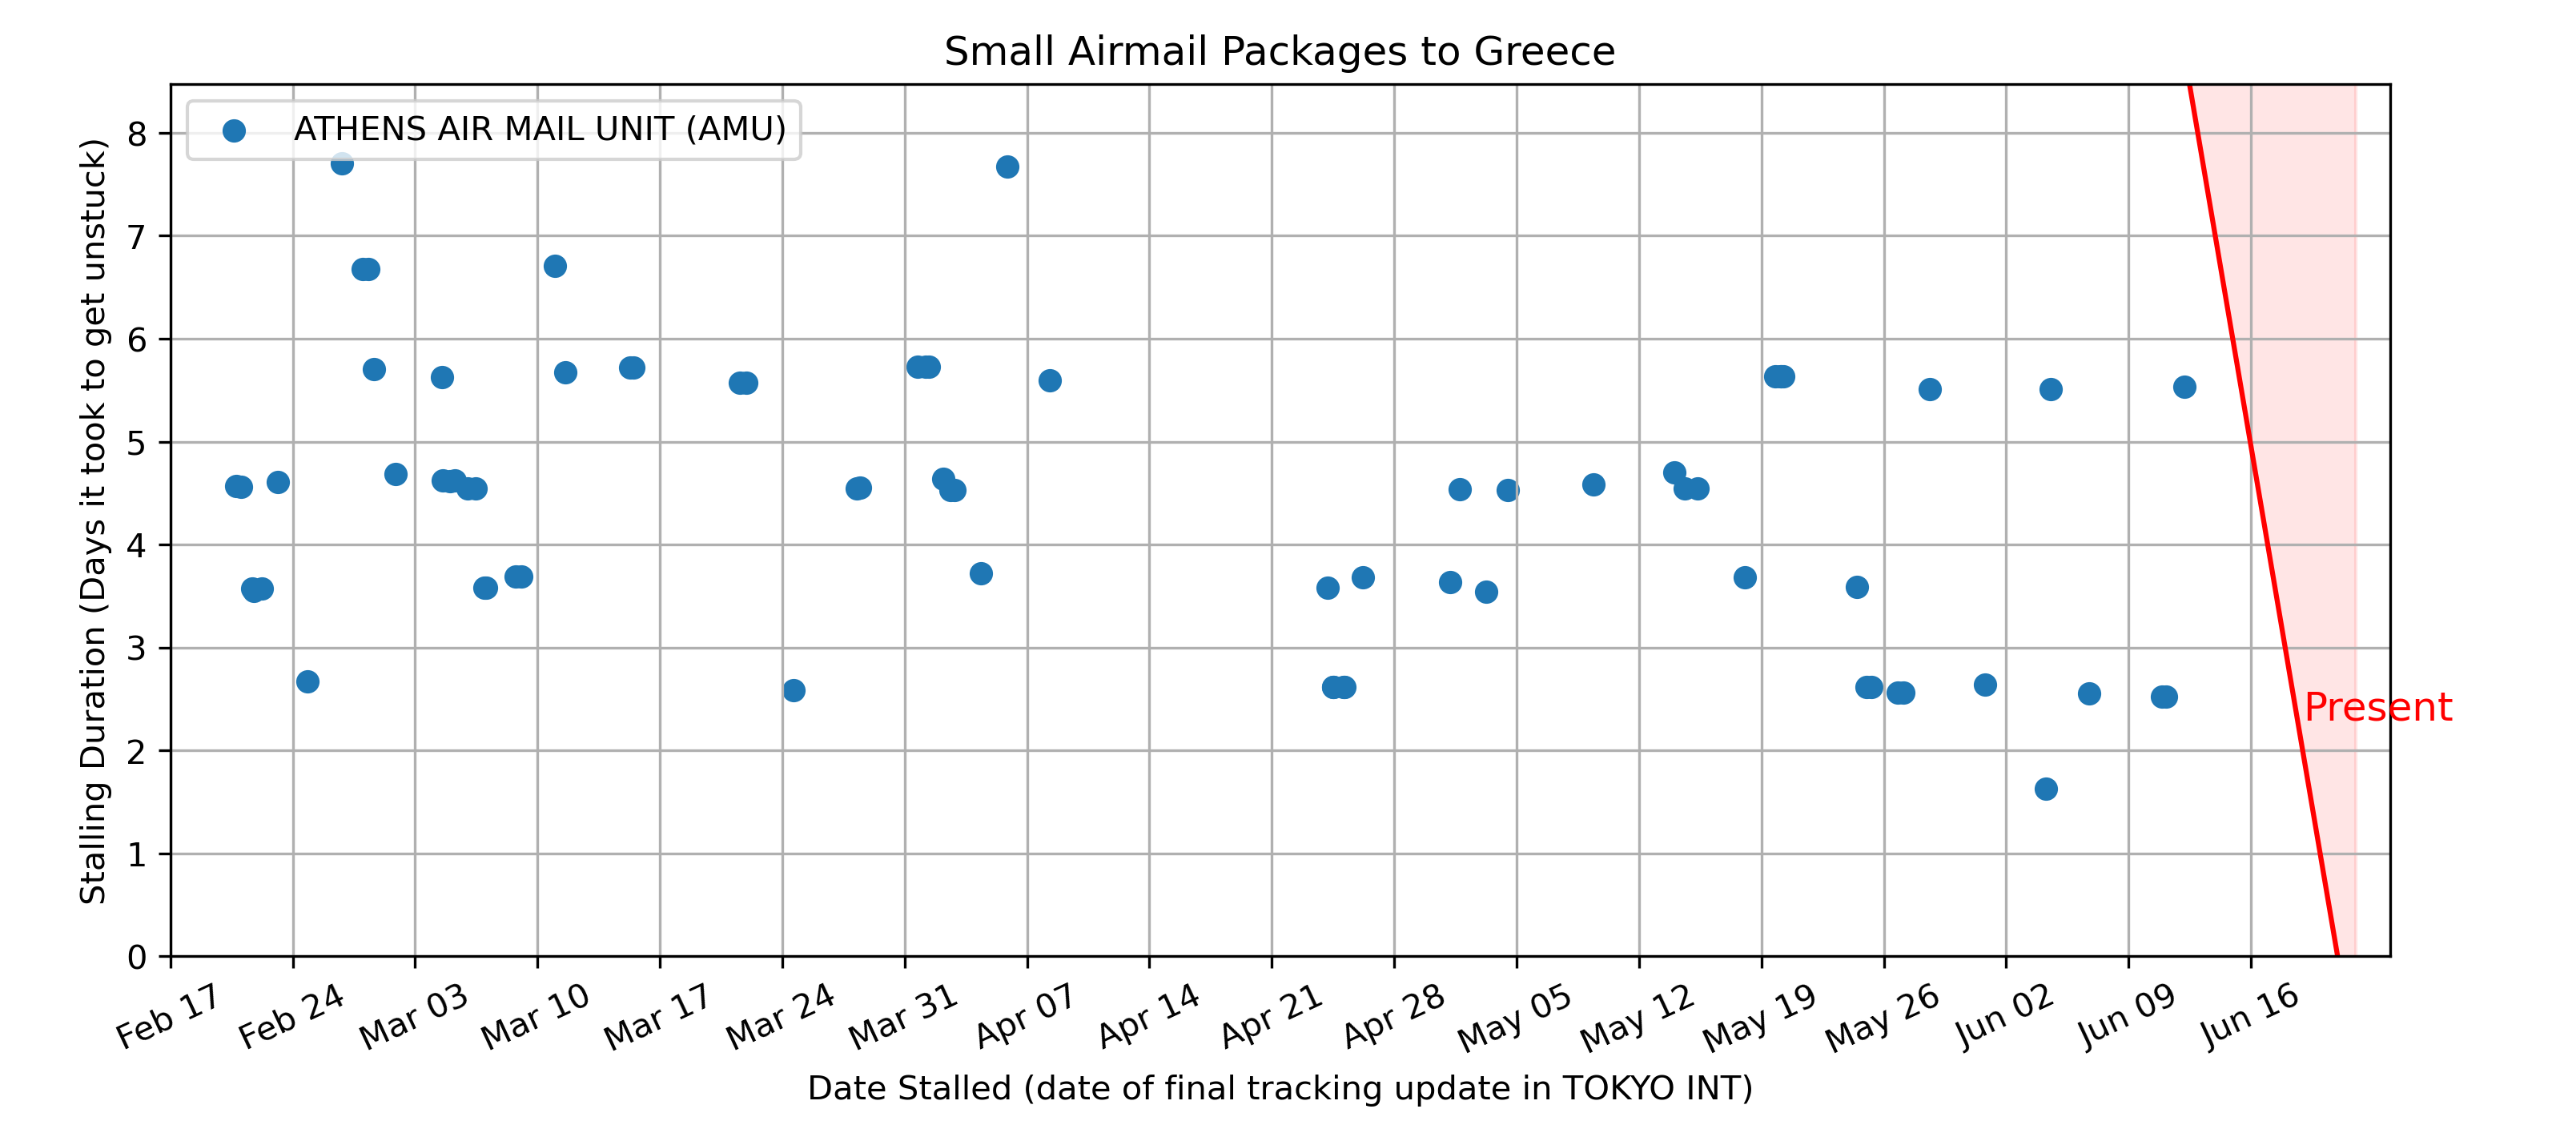 Small Airmail Packages to Greece
ATHENS AIR MAIL UNIT (AMU)
Stalling Duration (Days it took to get unstuck)
8
7
6
5
4
3
2
1
0
Present
Feb 17
Feb 24
Mar 03
Mar 10
Mar 17
Mar 24
Mar 31
Apr 07
Apr 14
Apr 21
Apr 28
May 05
May 12
May 19
May 26
Jun 02
Jun 09
Jun 16
Date Stalled (date of final tracking update in TOKYO INT)